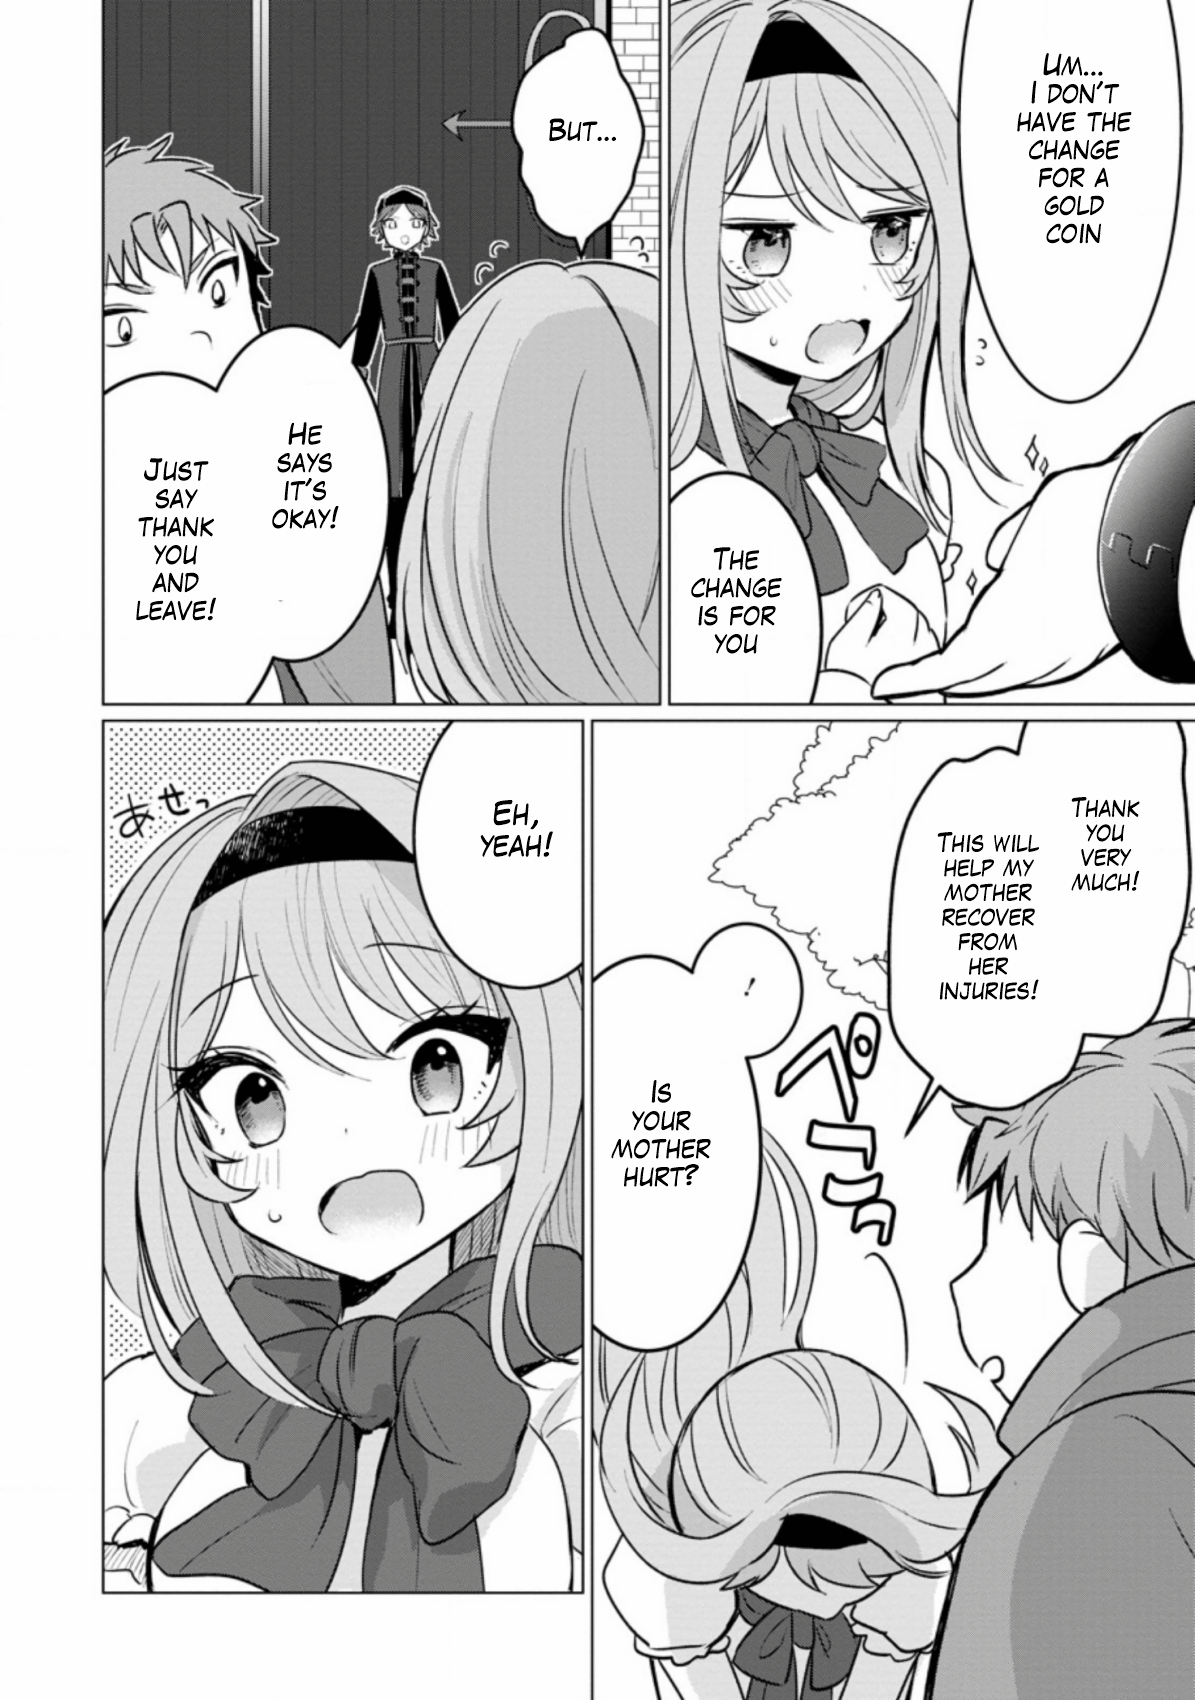 UM...
I DON'T
HAVE THE
CHANGE
FOR A
GOLD
COIN
THE
CHANGE
IS FOR
YOU
BUT...
HE
SAYS
IT'S
OKAY!
JUST
SAY
THANK
YOU
AND
LEAVE!
THANK
YOU
VERY
MUCH!
THIS WILL
HELP MY
MOTHER
RECOVER
FROM
HER
INJURIES!
ペコっ
!
IS
YOUR
MOTHER
HURT?
EH,
YEAH!
あせっ